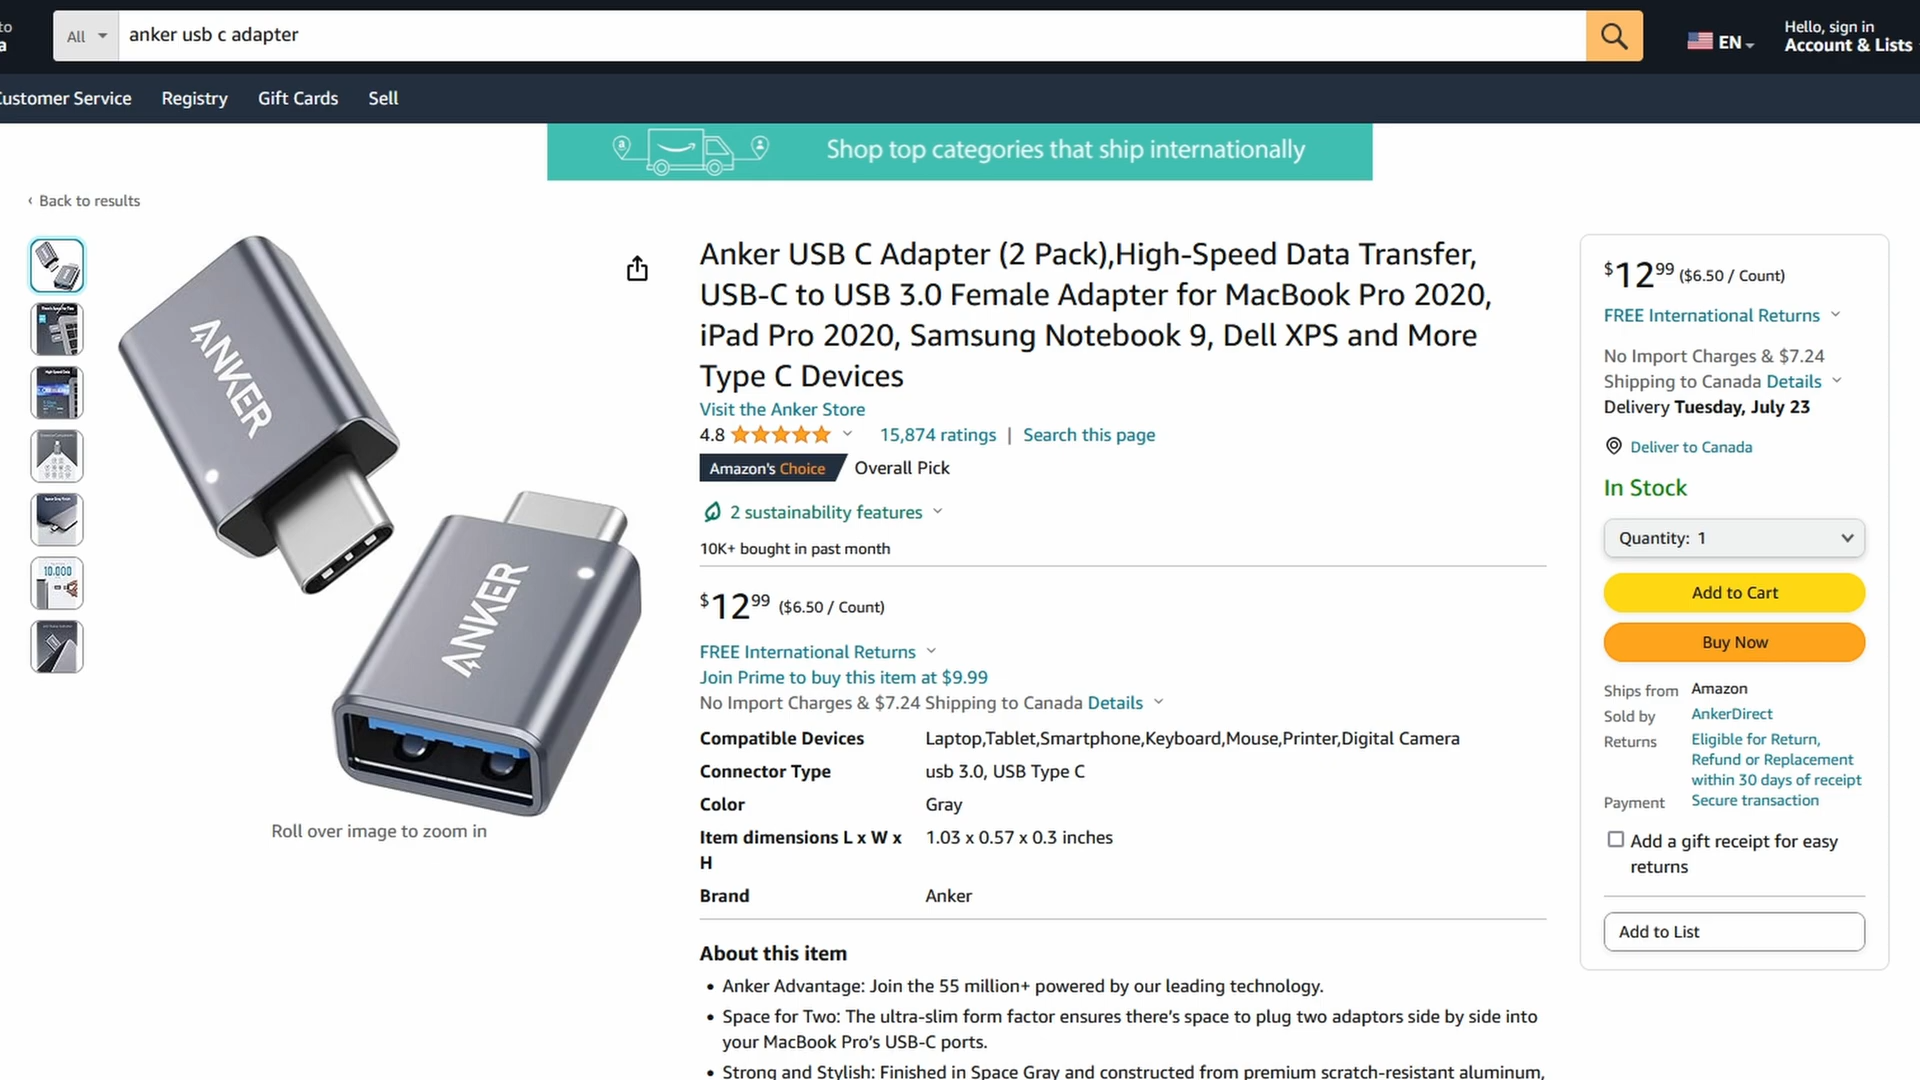 to
a
All
anker usb c adapter
EN
Hello, sign in
Account & Lists
Customer Service
Registry
Gift Cards
Sell
Shop top categories that ship internationally
‹ Back to results
ANKER
ANKER
10,000
Roll over image to zoom in
Anker USB C Adapter (2 Pack),High-Speed Data Transfer,
USB-C to USB 3.0 Female Adapter for MacBook Pro 2020,
iPad Pro 2020, Samsung Notebook 9, Dell XPS and More
Type C Devices
Visit the Anker Store
4.8
15,874 ratings | Search this page
Amazon's Choice Overall Pick
2 sustainability features
10K+ bought in past month
$1299 ($6.50 / Count)
FREE International Returns
Join Prime to buy this item at $9.99
No Import Charges & $7.24 Shipping to Canada Details
Compatible Devices Laptop,Tablet,Smartphone,Keyboard,Mouse,Printer,Digital Camera
Connector Type usb 3.0, USB Type C
Color Gray
Item dimensions L x W x 1.03 x 0.57 x 0.3 inches
H
Brand Anker
About this item
• Anker Advantage: Join the 55 million+ powered by our leading technology.
• Space for Two: The ultra-slim form factor ensures there's space to plug two adaptors side by side into
your MacBook Pro's USB-C ports.
• Strong and Stylish: Finished in Space Gray and constructed from premium scratch-resistant aluminum,
$1299 ($6.50 / Count)
FREE International Returns
No Import Charges & $7.24
Shipping to Canada Details
Delivery Tuesday, July 23
Deliver to Canada
In Stock
Quantity: 1
Add to Cart
Buy Now
Ships from Amazon
Sold by AnkerDirect
Returns Eligible for Return,
Refund or Replacement
within 30 days of receipt
Payment Secure transaction
Add a gift receipt for easy
returns
Add to List